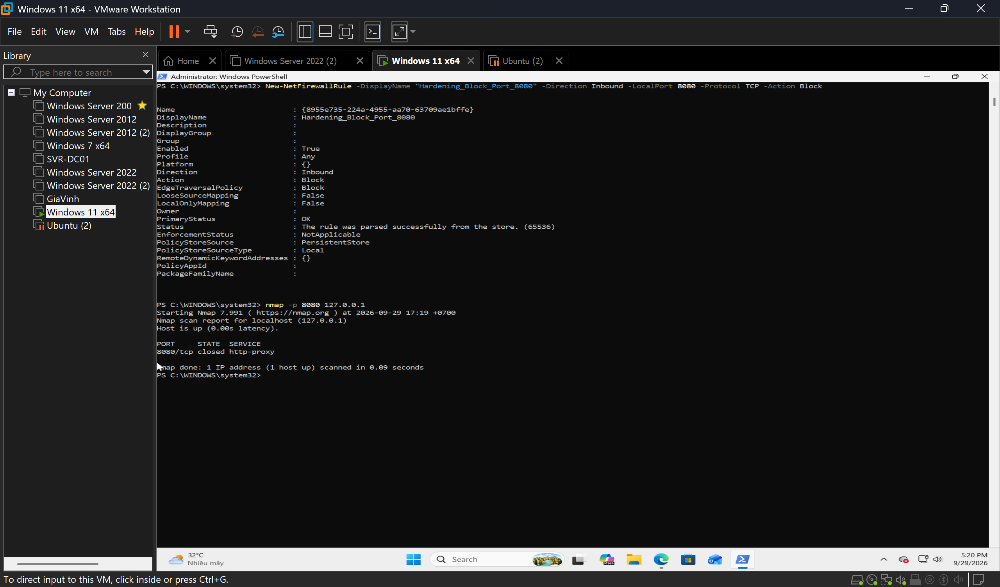 Windows 11 x64 - VMware Workstation
File Edit View VM Tabs Help
Library
Type here to search
My Computer
Windows Server 200
Windows Server 2012
Windows Server 2012 (2)
Windows 7 x64
SVR-DC01
Windows Server 2022
Windows Server 2022 (2)
GiaVinh
Windows 11 x64
Ubuntu (2)
Home
Windows Server 2022 (2)
Windows 11 x64
Ubuntu (2)
Administrator: Windows PowerShell
PS C:\WINDOWS\system32> New-NetFirewallRule -DisplayName "Hardening_Block_Port_8080" -Direction Inbound -LocalPort 8080 -Protocol TCP -Action Block
Name : {8955e735-224a-4955-aa70-63709ae1bffe}
DisplayName : Hardening_Block_Port_8080
Description :
DisplayGroup :
Group :
Enabled : True
Profile : Any
Platform : {}
Direction : Inbound
Action : Block
EdgeTraversalPolicy : Block
LooseSourceMapping : False
LocalOnlyMapping : False
Owner :
PrimaryStatus : OK
Status : The rule was parsed successfully from the store. (65536)
EnforcementStatus : NotApplicable
PolicyStoreSource : PersistentStore
PolicyStoreSourceType : Local
RemoteDynamicKeywordAddresses : {}
PolicyAppId :
PackageFamilyName :
PS C:\WINDOWS\system32> nmap -p 8080 127.0.0.1
Starting Nmap 7.991 ( https://nmap.org ) at 2026-09-29 17:19 +0700
Nmap scan report for localhost (127.0.0.1)
Host is up (0.00s latency).
PORT STATE SERVICE
8080/tcp closed http-proxy
Nmap done: 1 IP address (1 host up) scanned in 0.09 seconds
PS C:\WINDOWS\system32>
32°C
Nhiều mây
Search
M365
5:20 PM
9/29/2026
To direct input to this VM, click inside or press Ctrl+G.